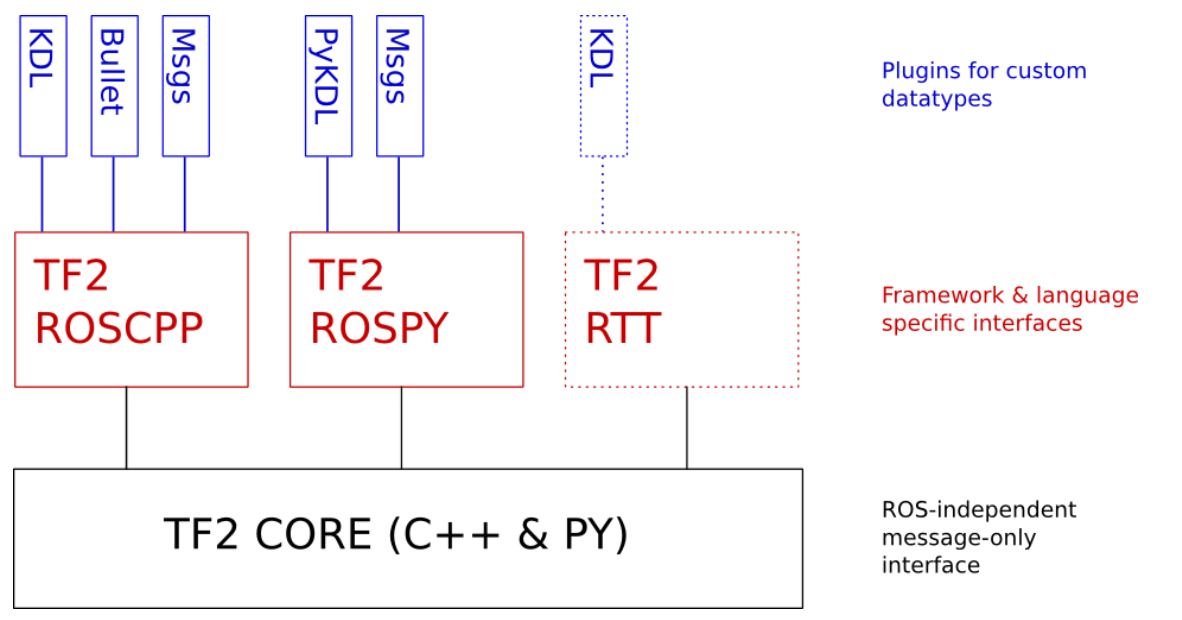 KDL
Bullet
Msgs
PyKDL
Msgs
KDL
Plugins for custom
datatypes
TF2
ROSCPP
TF2
ROSPY
TF2
RTT
Framework & language
specific interfaces
TF2 CORE (C++ & PY)
ROS-independent
message-only
interface